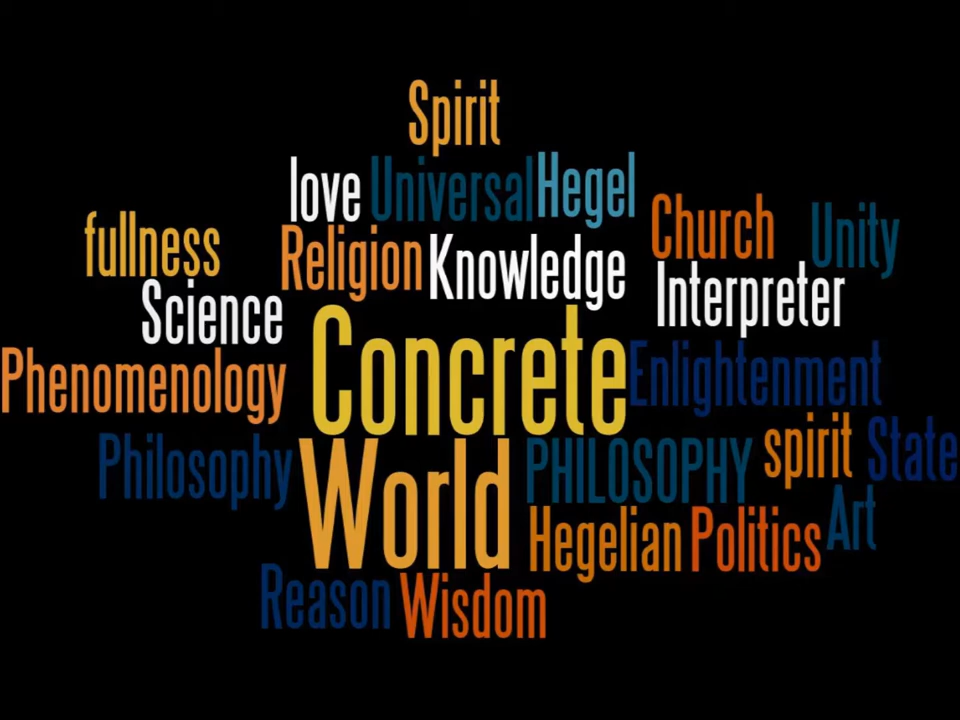 Spirit
love Universal Hegel
Church Unity
fullness Religion Knowledge
Science Interpreter
Concrete
Phenomenology Enlightenment
Philosophy World PHILOSOPHY spirit State
Hegelian Politics Art
Reason Wisdom